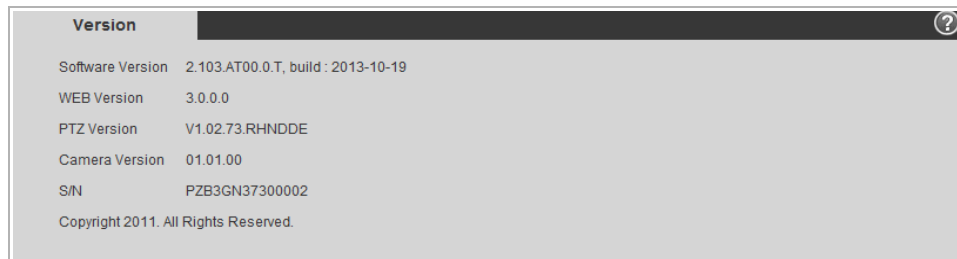 Version
?
Software Version 2.103.AT00.0.T, build : 2013-10-19
WEB Version 3.0.0.0
PTZ Version V1.02.73.RHNDDE
Camera Version 01.01.00
S/N PZB3GN37300002
Copyright 2011. All Rights Reserved.